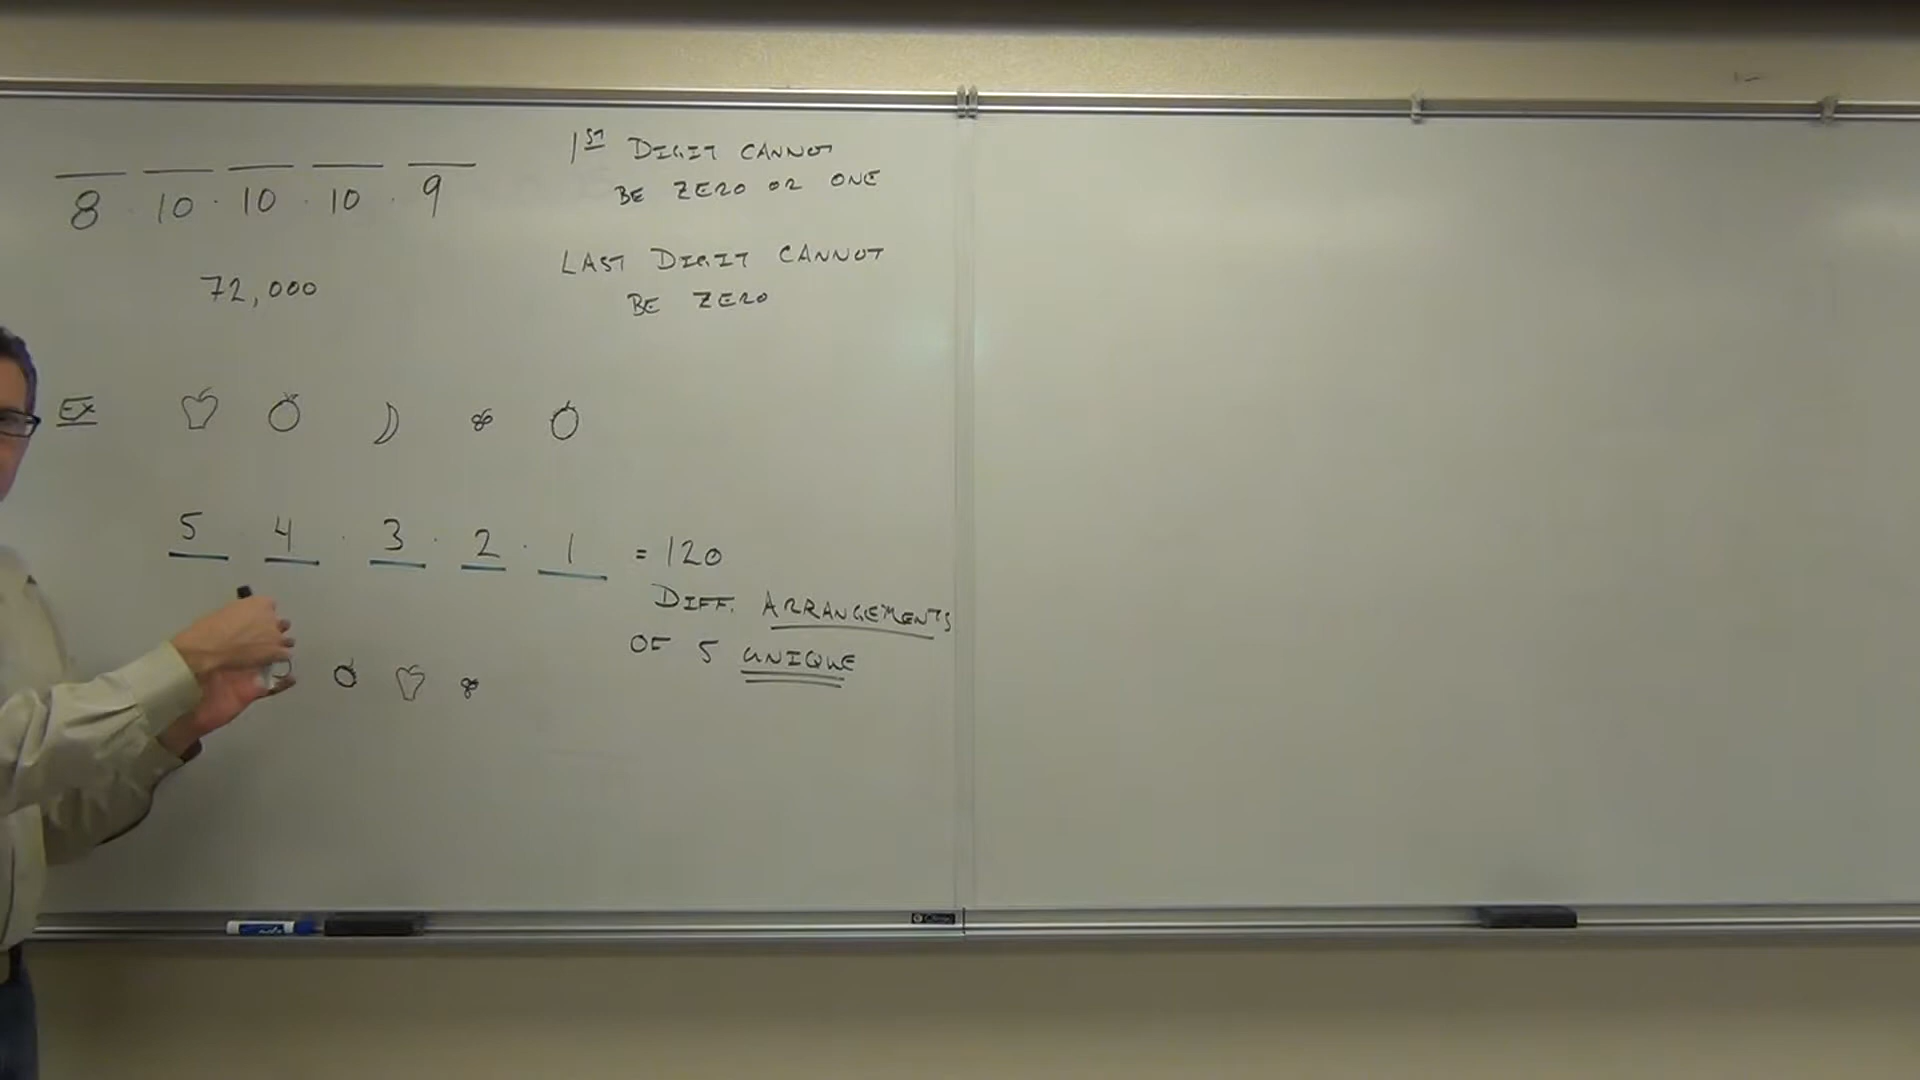 8 . 10 . 10 . 10 . 9
72,000
1ST DIGIT CANNOT
BE ZERO OR ONE
LAST DIGIT CANNOT
BE ZERO
EX
5 4 . 3 . 2 . 1 = 120
DIFF. ARRANGEMENTS
OF 5 UNIQUE